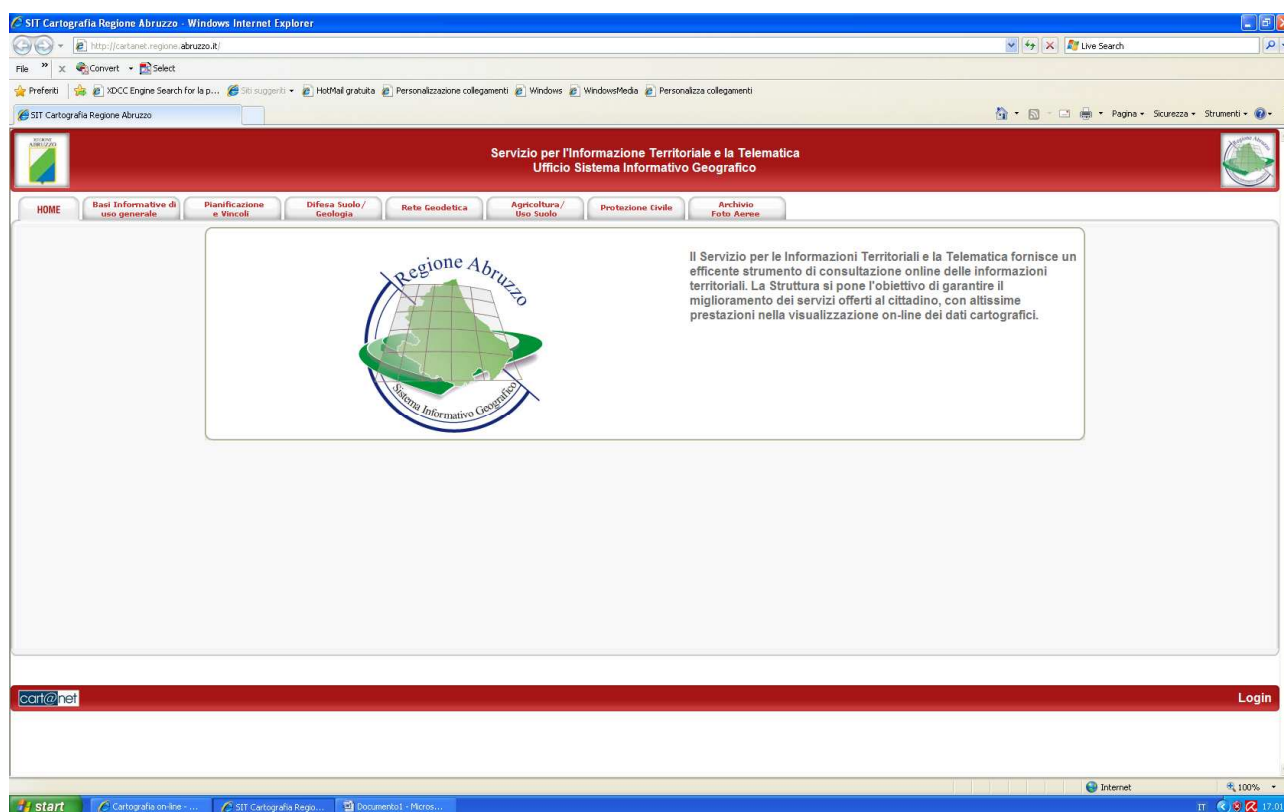 SIT Cartografia Regione Abruzzo - Windows Internet Explorer
http://cartanet.regione.abruzzo.it/
Live Search
File » x Convert Select
Preferiti XDCC Engine Search for la p... Siti suggeriti HotMail gratuita Personalizzazione collegamenti Windows WindowsMedia Personalizza collegamenti
SIT Cartografia Regione Abruzzo
Pagina Sicurezza Strumenti
REGIONE
ABRUZZO
Servizio per l'Informazione Territoriale e la Telematica
Ufficio Sistema Informativo Geografico
HOME
Basi Informative di
uso generale
Pianificazione
e Vincoli
Difesa Suolo/
Geologia
Rete Geodetica
Agricoltura/
Uso Suolo
Protezione Civile
Archivio
Foto Aeree
Regione Abruzzo
Sistema Informativo Geografico
Il Servizio per le Informazioni Territoriali e la Telematica fornisce un
efficente strumento di consultazione online delle informazioni
territoriali. La Struttura si pone l'obiettivo di garantire il
miglioramento dei servizi offerti al cittadino, con altissime
prestazioni nella visualizzazione on-line dei dati cartografici.
cart@net
Login
Internet
100%
start
Cartografia on-line - ...
SIT Cartografia Regio...
Documento1 - Micros...
IT
17.01